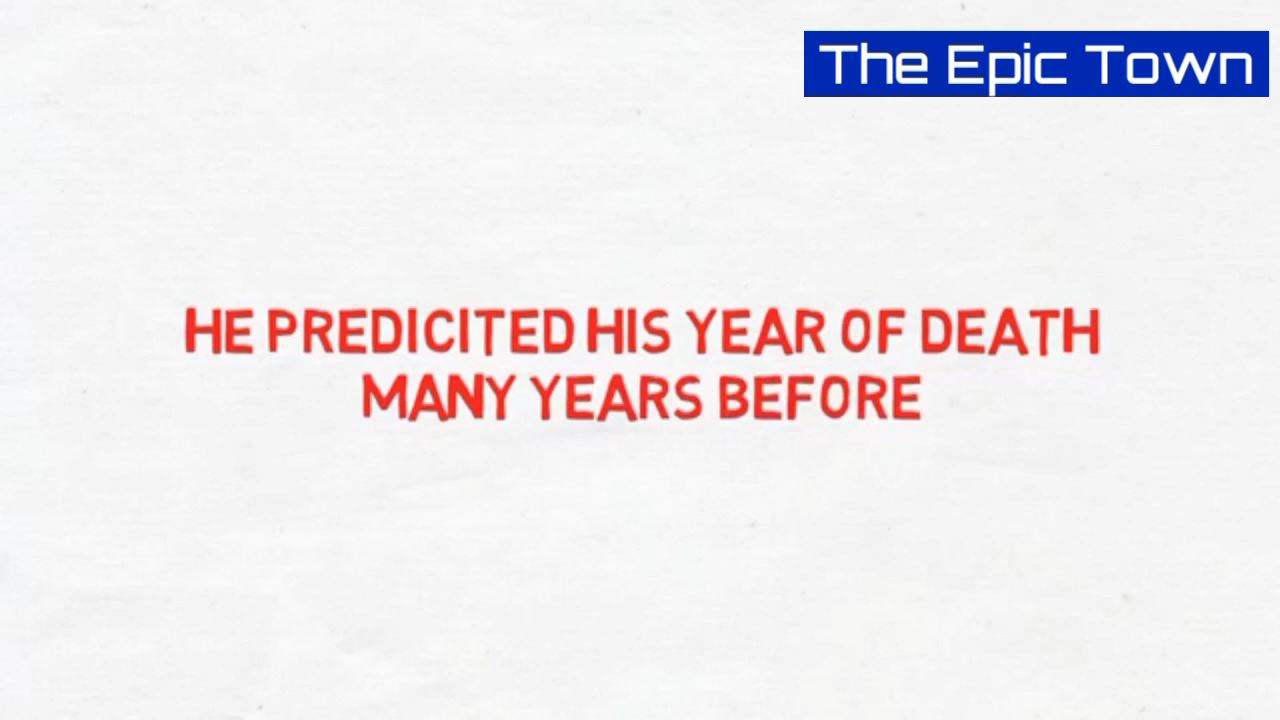 The Epic Town
HE PREDICITED HIS YEAR OF DEATH
MANY YEARS BEFORE